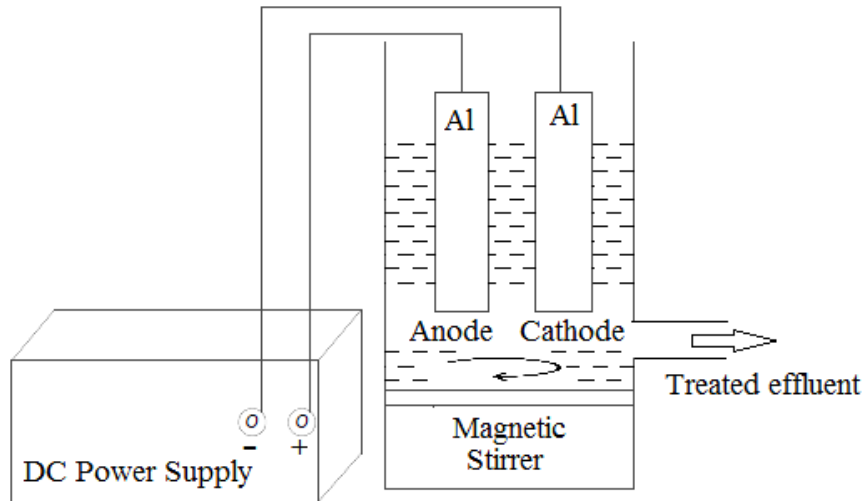 Al Al
Anode Cathode
Treated effluent
o o
- +
DC Power Supply
Magnetic
Stirrer